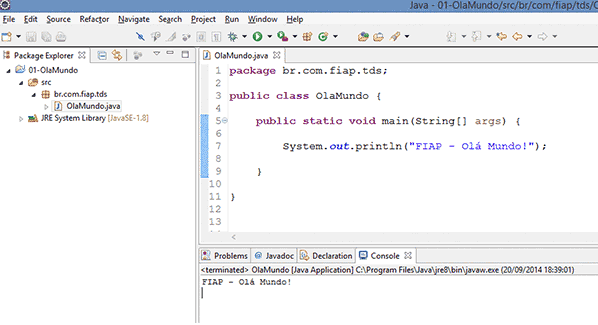 Java - 01-OlaMundo/src/br/com/fiap/tds/O
File Edit Source Refactor Navigate Search Project Run Window Help
Package Explorer
01-OlaMundo
src
br.com.fiap.tds
OlaMundo.java
JRE System Library [JavaSE-1.8]
OlaMundo.java
1 package br.com.fiap.tds;
2
3 public class OlaMundo {
4
5 public static void main(String[] args) {
6
7 System.out.println("FIAP - Olá Mundo!");
8
9 }
10
11 }
12
13
Problems Javadoc Declaration Console
<terminated> OlaMundo [Java Application] C:\Program Files\Java\jre8\bin\javaw.exe (20/09/2014 18:39:01)
FIAP - Olá Mundo!